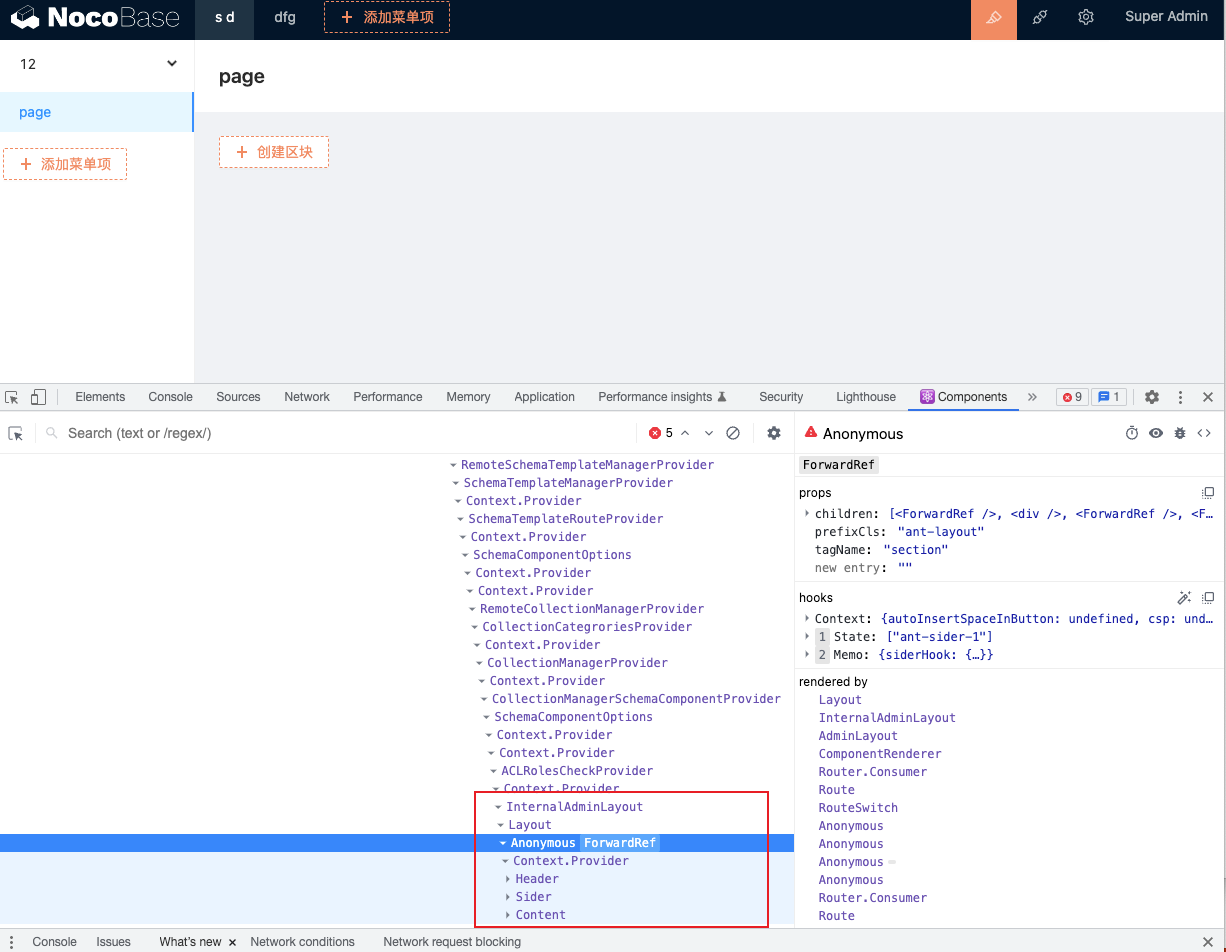 NocoBase s d dfg + 添加菜单项 Super Admin
12
page
page
+ 添加菜单项
+ 创建区块
Elements Console Sources Network Performance Memory Application Performance insights Security Lighthouse Components » 9 1
Search (text or /regex/) 5
Anonymous
ForwardRef
RemoteSchemaTemplateManagerProvider
SchemaTemplateManagerProvider
Context.Provider
SchemaTemplateRouteProvider
Context.Provider
SchemaComponentOptions
Context.Provider
Context.Provider
RemoteCollectionManagerProvider
CollectionCategroriesProvider
Context.Provider
CollectionManagerProvider
Context.Provider
CollectionManagerSchemaComponentProvider
SchemaComponentOptions
Context.Provider
Context.Provider
ACLRolesCheckProvider
Context.Provider
InternalAdminLayout
Layout
Anonymous ForwardRef
Context.Provider
Header
Sider
Content
props
children: [<ForwardRef />, <div />, <ForwardRef />, <F…
prefixCls: "ant-layout"
tagName: "section"
new entry: ""
hooks
Context: {autoInsertSpaceInButton: undefined, csp: und…
1 State: ["ant-sider-1"]
2 Memo: {siderHook: {…}}
rendered by
Layout
InternalAdminLayout
AdminLayout
ComponentRenderer
Router.Consumer
Route
RouteSwitch
Anonymous
Anonymous
Anonymous
Anonymous
Router.Consumer
Route
Console Issues What's new × Network conditions Network request blocking